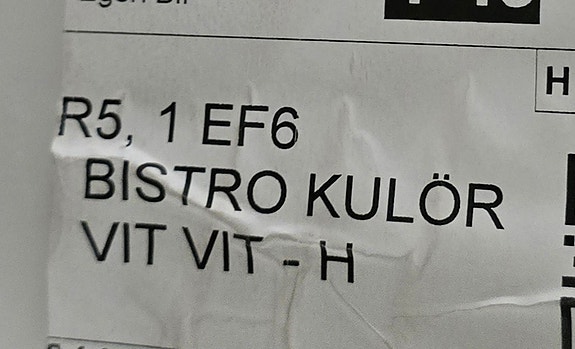 H
R5, 1 EF6
BISTRO KULÖR
VIT VIT - H